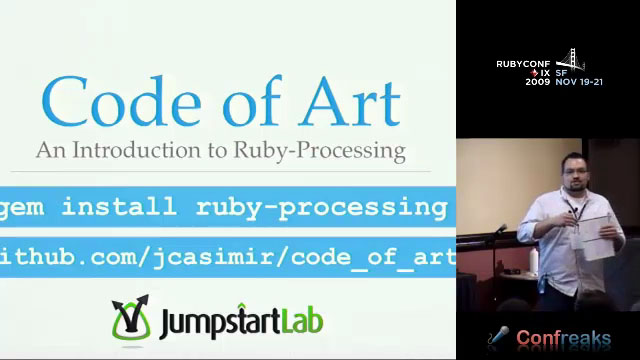 Code of Art
An Introduction to Ruby-Processing
gem install ruby-processing
ithub.com/jcasimir/code_of_art
JumpstartLab
RUBYCONF
IX SF
2009 NOV 19-21
Confreaks